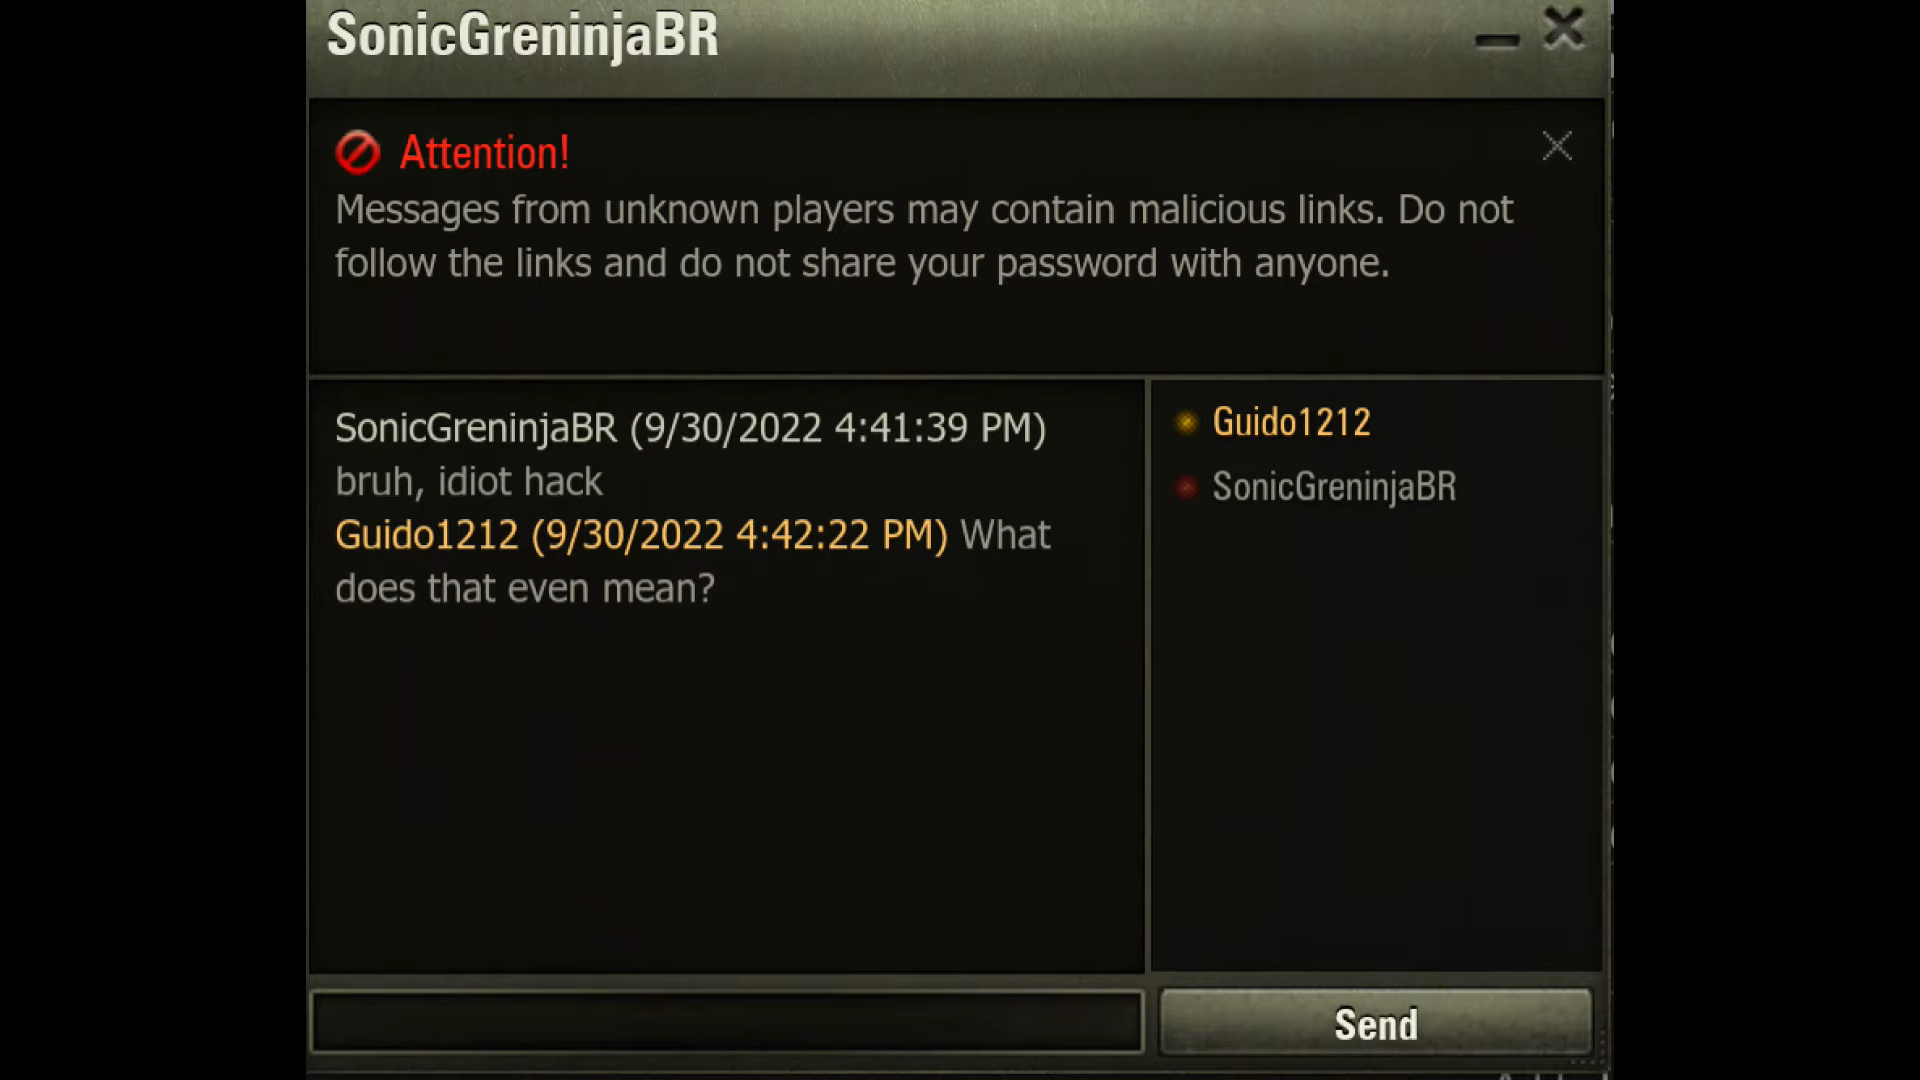 SonicGreninjaBR
Attention!
Messages from unknown players may contain malicious links. Do not
follow the links and do not share your password with anyone.
SonicGreninjaBR (9/30/2022 4:41:39 PM)
bruh, idiot hack
Guido1212 (9/30/2022 4:42:22 PM) What
does that even mean?
Guido1212
SonicGreninjaBR
Send